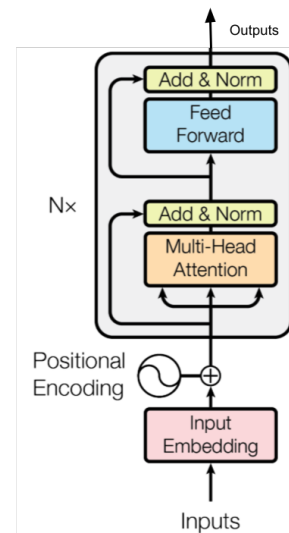 Outputs
Add & Norm
Feed
Forward
Nx
Add & Norm
Multi-Head
Attention
Positional
Encoding
Input
Embedding
Inputs